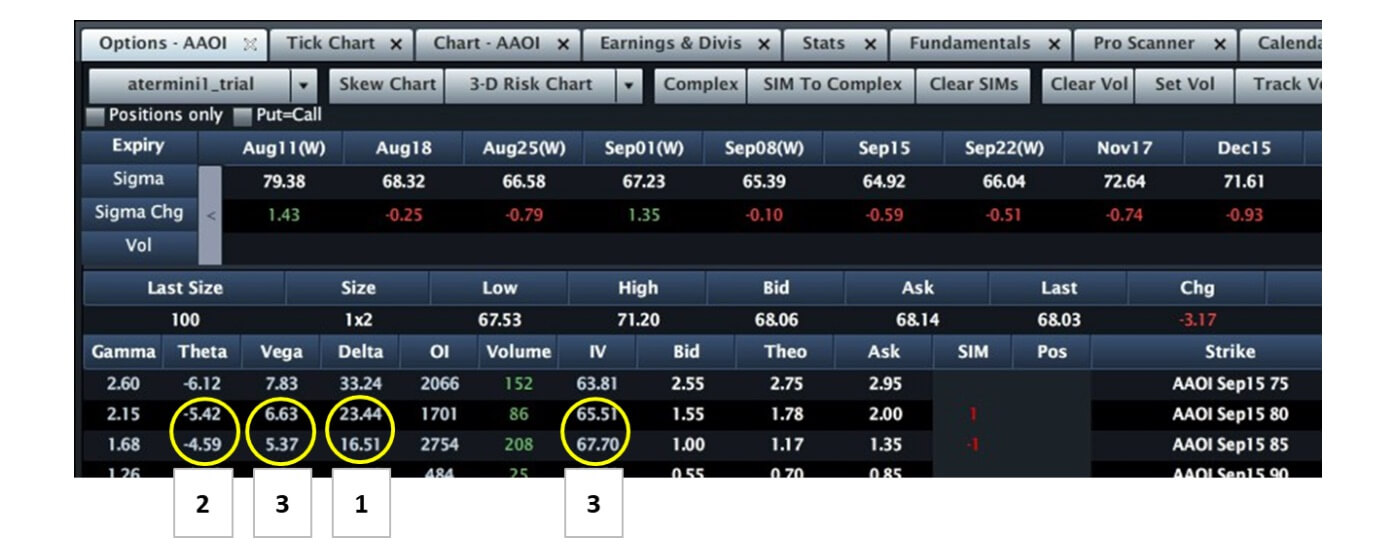 Options - AAOI x Tick Chart x Chart - AAOI x Earnings & Divis x Stats x Fundamentals x Pro Scanner x Calenda
atermini1_trial Skew Chart 3-D Risk Chart Complex SIM To Complex Clear SIMs Clear Vol Set Vol Track V
Positions only Put=Call
Expiry Aug11(W) Aug18 Aug25(W) Sep01(W) Sep08(W) Sep15 Sep22(W) Nov17 Dec15
Sigma 79.38 68.32 66.58 67.23 65.39 64.92 66.04 72.64 71.61
Sigma Chg < 1.43 -0.25 -0.79 1.35 -0.10 -0.59 -0.51 -0.74 -0.93
Vol
Last Size Size Low High Bid Ask Last Chg
100 1x2 67.53 71.20 68.06 68.14 68.03 -3.17
Gamma Theta Vega Delta OI Volume IV Bid Theo Ask SIM Pos Strike
2.60 -6.12 7.83 33.24 2066 152 63.81 2.55 2.75 2.95 AAOI Sep15 75
2.15 -5.42 6.63 23.44 1701 86 65.51 1.55 1.78 2.00 1 AAOI Sep15 80
1.68 -4.59 5.37 16.51 2754 208 67.70 1.00 1.17 1.35 -1 AAOI Sep15 85
1.26 484 25 0.55 0.70 0.85 AAOI Sep15 90
2 3 1 3